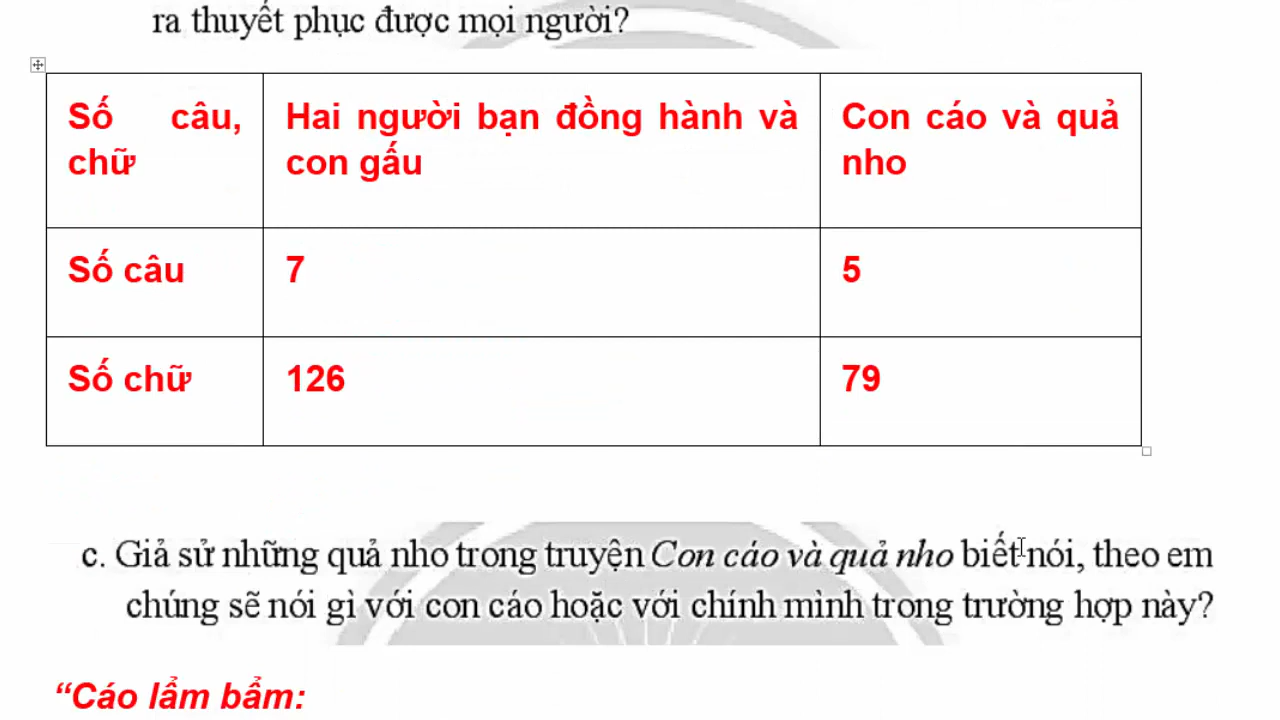 ra thuyết phục được mọi người?
Số câu, chữ
Hai người bạn đồng hành và con gấu
Con cáo và quả nho
Số câu
7
5
Số chữ
126
79
c. Giả sử những quả nho trong truyện Con cáo và quả nho biết nói, theo em
chúng sẽ nói gì với con cáo hoặc với chính mình trong trường hợp này?
“Cáo lẩm bẩm: